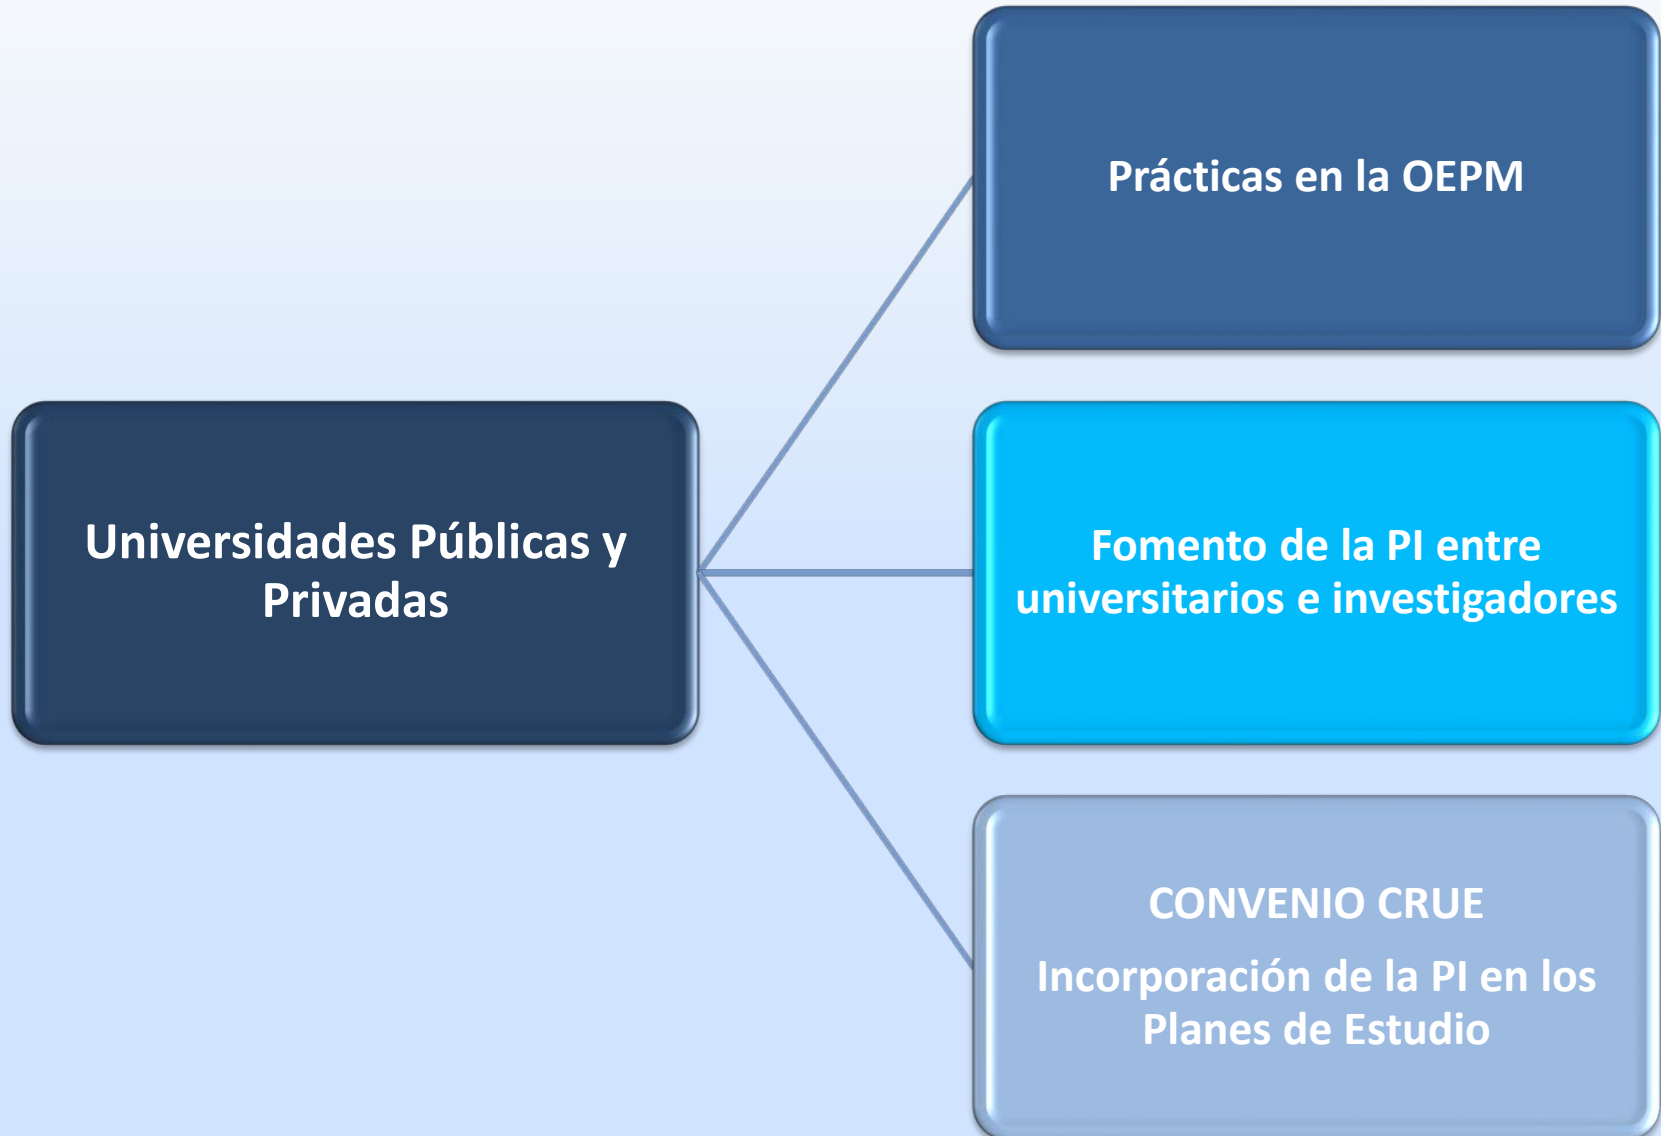 Prácticas en la OEPM
Universidades Públicas y
Privadas
Fomento de la PI entre
universitarios e investigadores
CONVENIO CRUE
Incorporación de la PI en los
Planes de Estudio